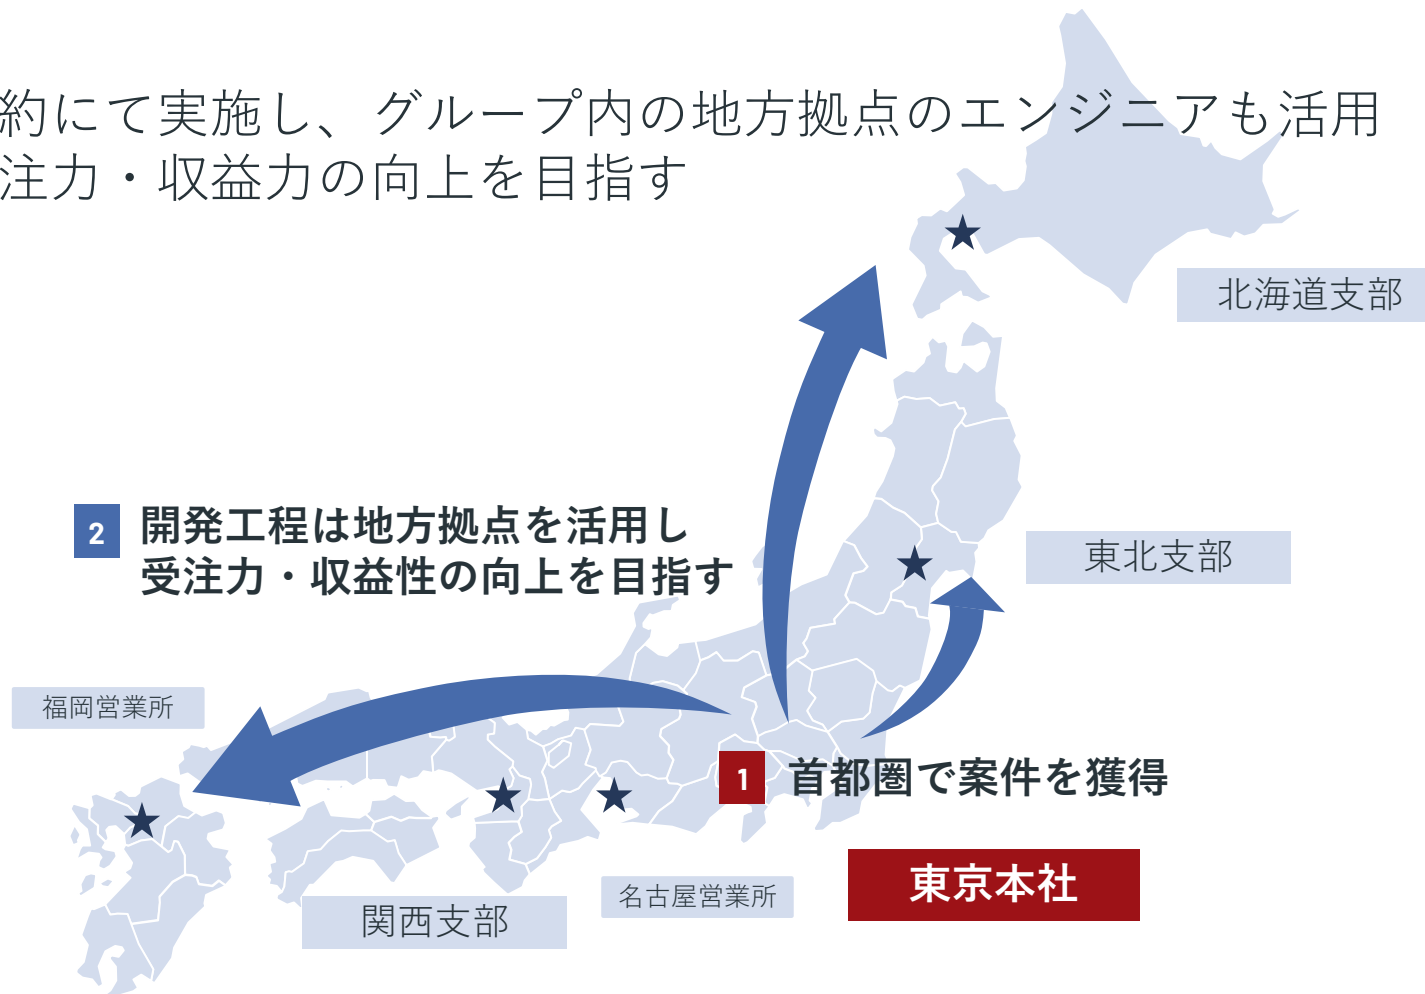 約にて実施し、グループ内の地方拠点のエンジニアも活用
注力・収益力の向上を目指す
北海道支部
2 開発工程は地方拠点を活用し
受注力・収益性の向上を目指す
東北支部
福岡営業所
1 首都圏で案件を獲得
東京本社
名古屋営業所
関西支部